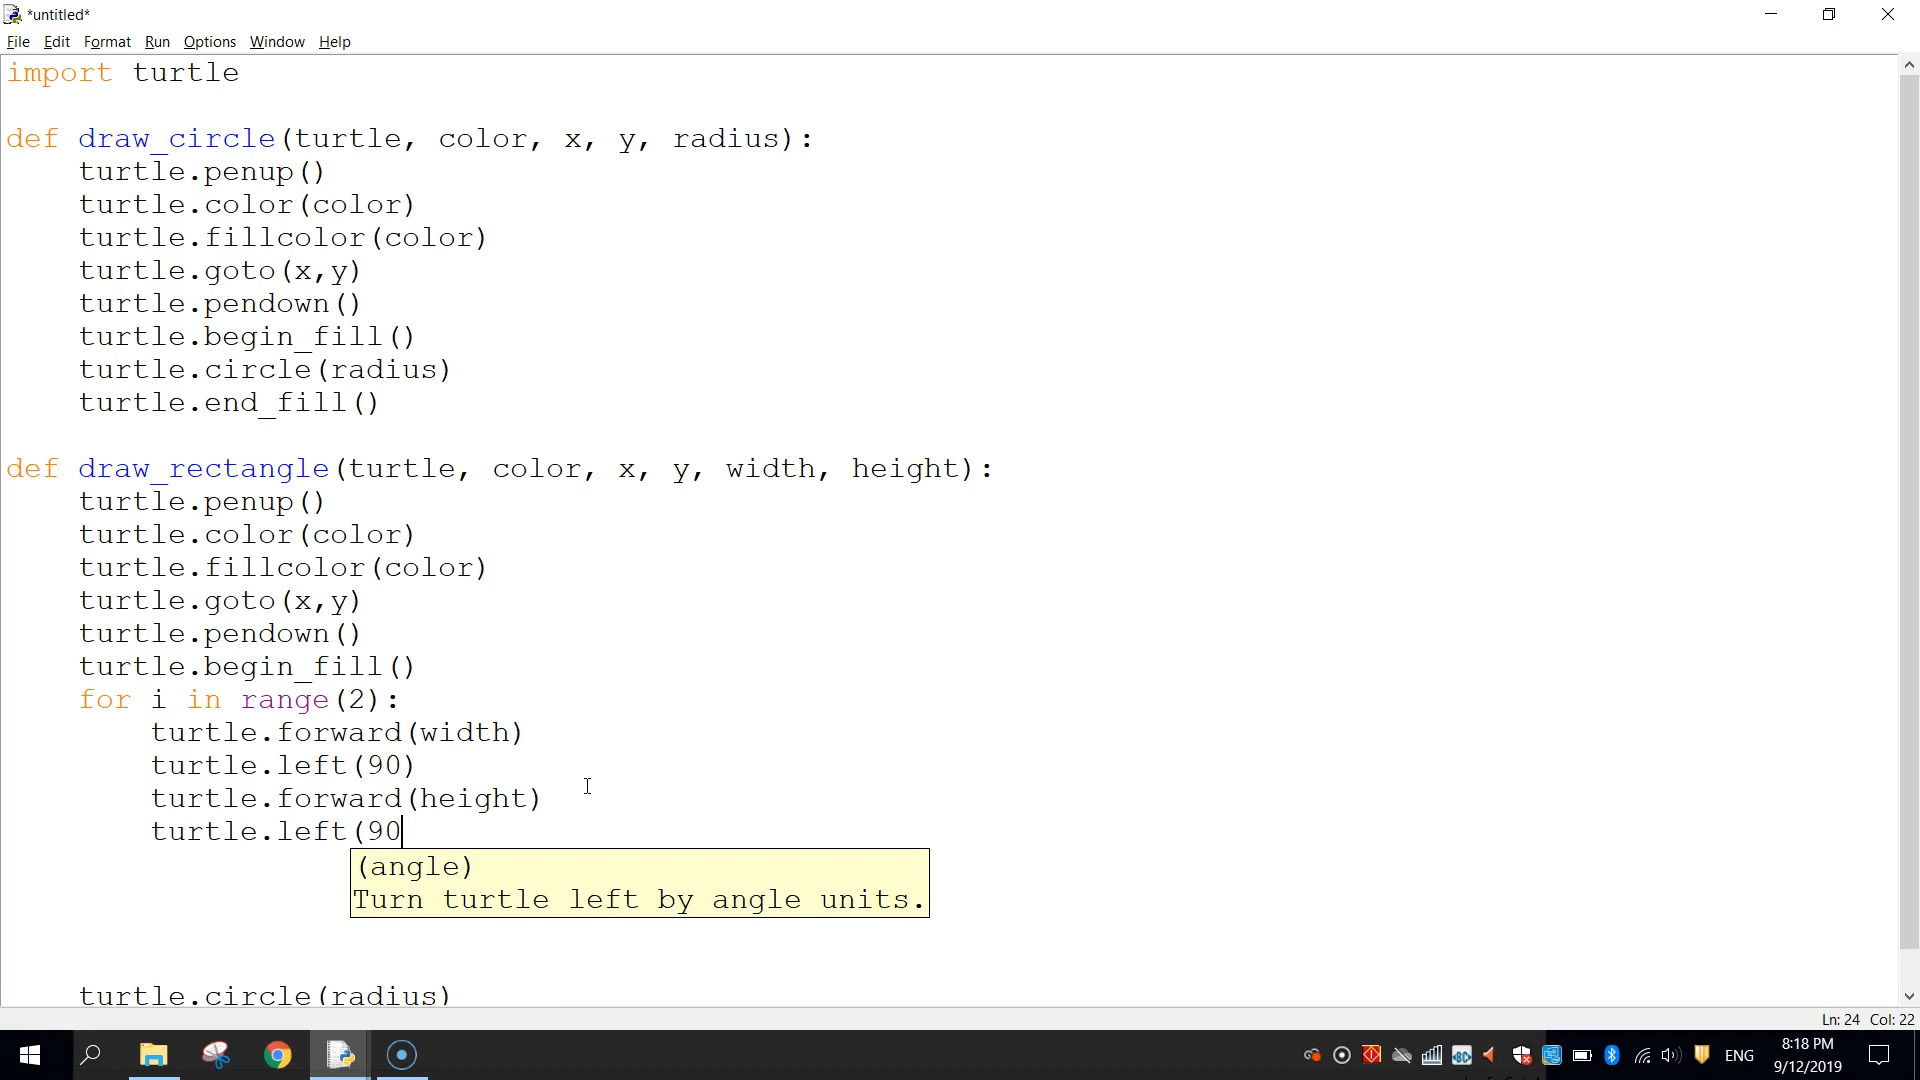 *untitled*
File Edit Format Run Options Window Help
import turtle
def draw_circle(turtle, color, x, y, radius):
    turtle.penup()
    turtle.color(color)
    turtle.fillcolor(color)
    turtle.goto(x,y)
    turtle.pendown()
    turtle.begin_fill()
    turtle.circle(radius)
    turtle.end_fill()
def draw_rectangle(turtle, color, x, y, width, height):
    turtle.penup()
    turtle.color(color)
    turtle.fillcolor(color)
    turtle.goto(x,y)
    turtle.pendown()
    turtle.begin_fill()
    for i in range(2):
        turtle.forward(width)
        turtle.left(90)
        turtle.forward(height)
        turtle.left(90
(angle)
Turn turtle left by angle units.
    turtle.circle(radius)
Ln: 24 Col: 22
ENG
8:18 PM
9/12/2019